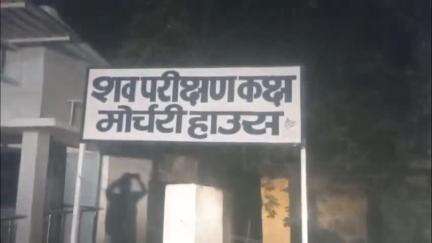 शव परीक्षण कक्ष
मोर्चरी हाउस